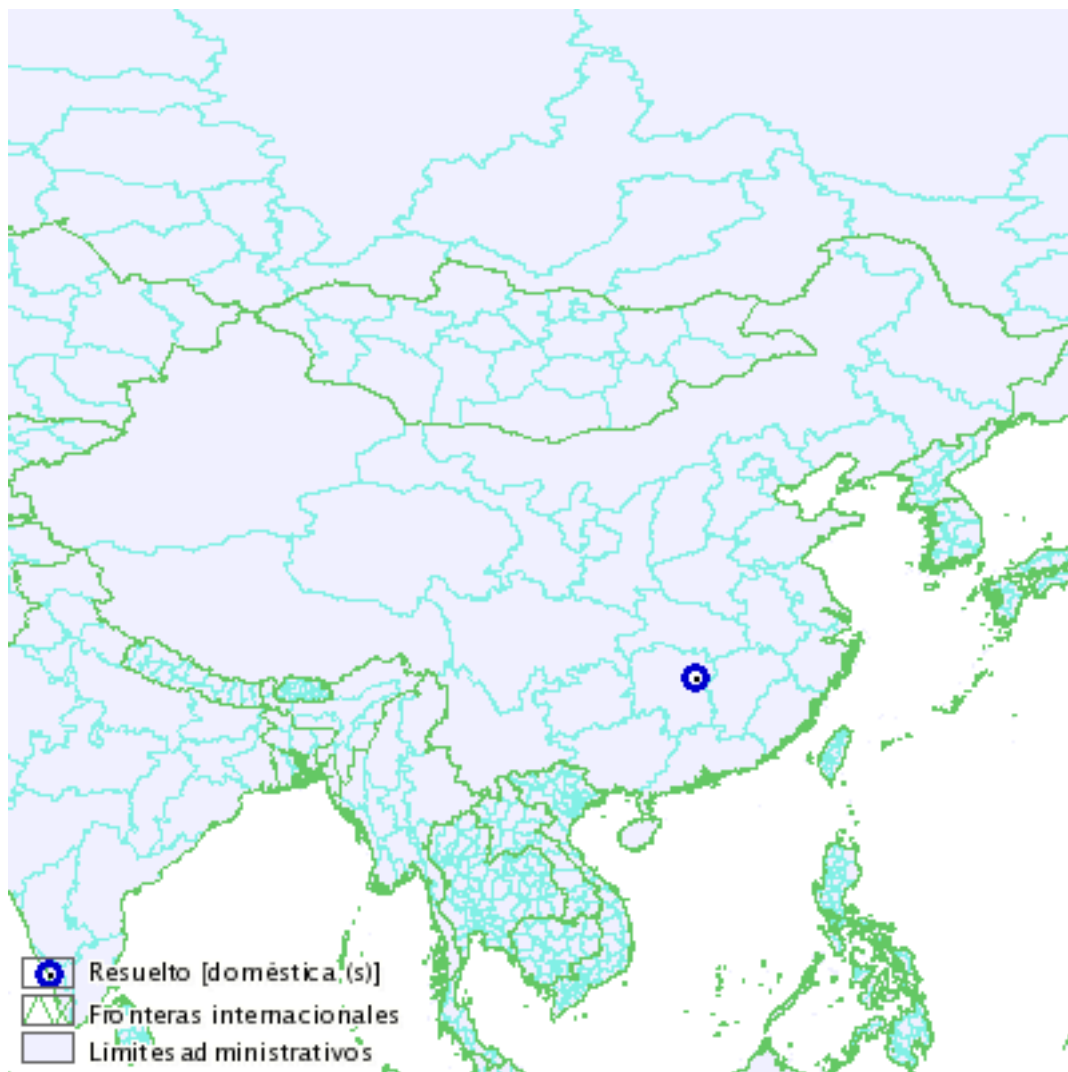 Resuelto [doméstica (s)]
Fronteras internacionales
Límites administrativos